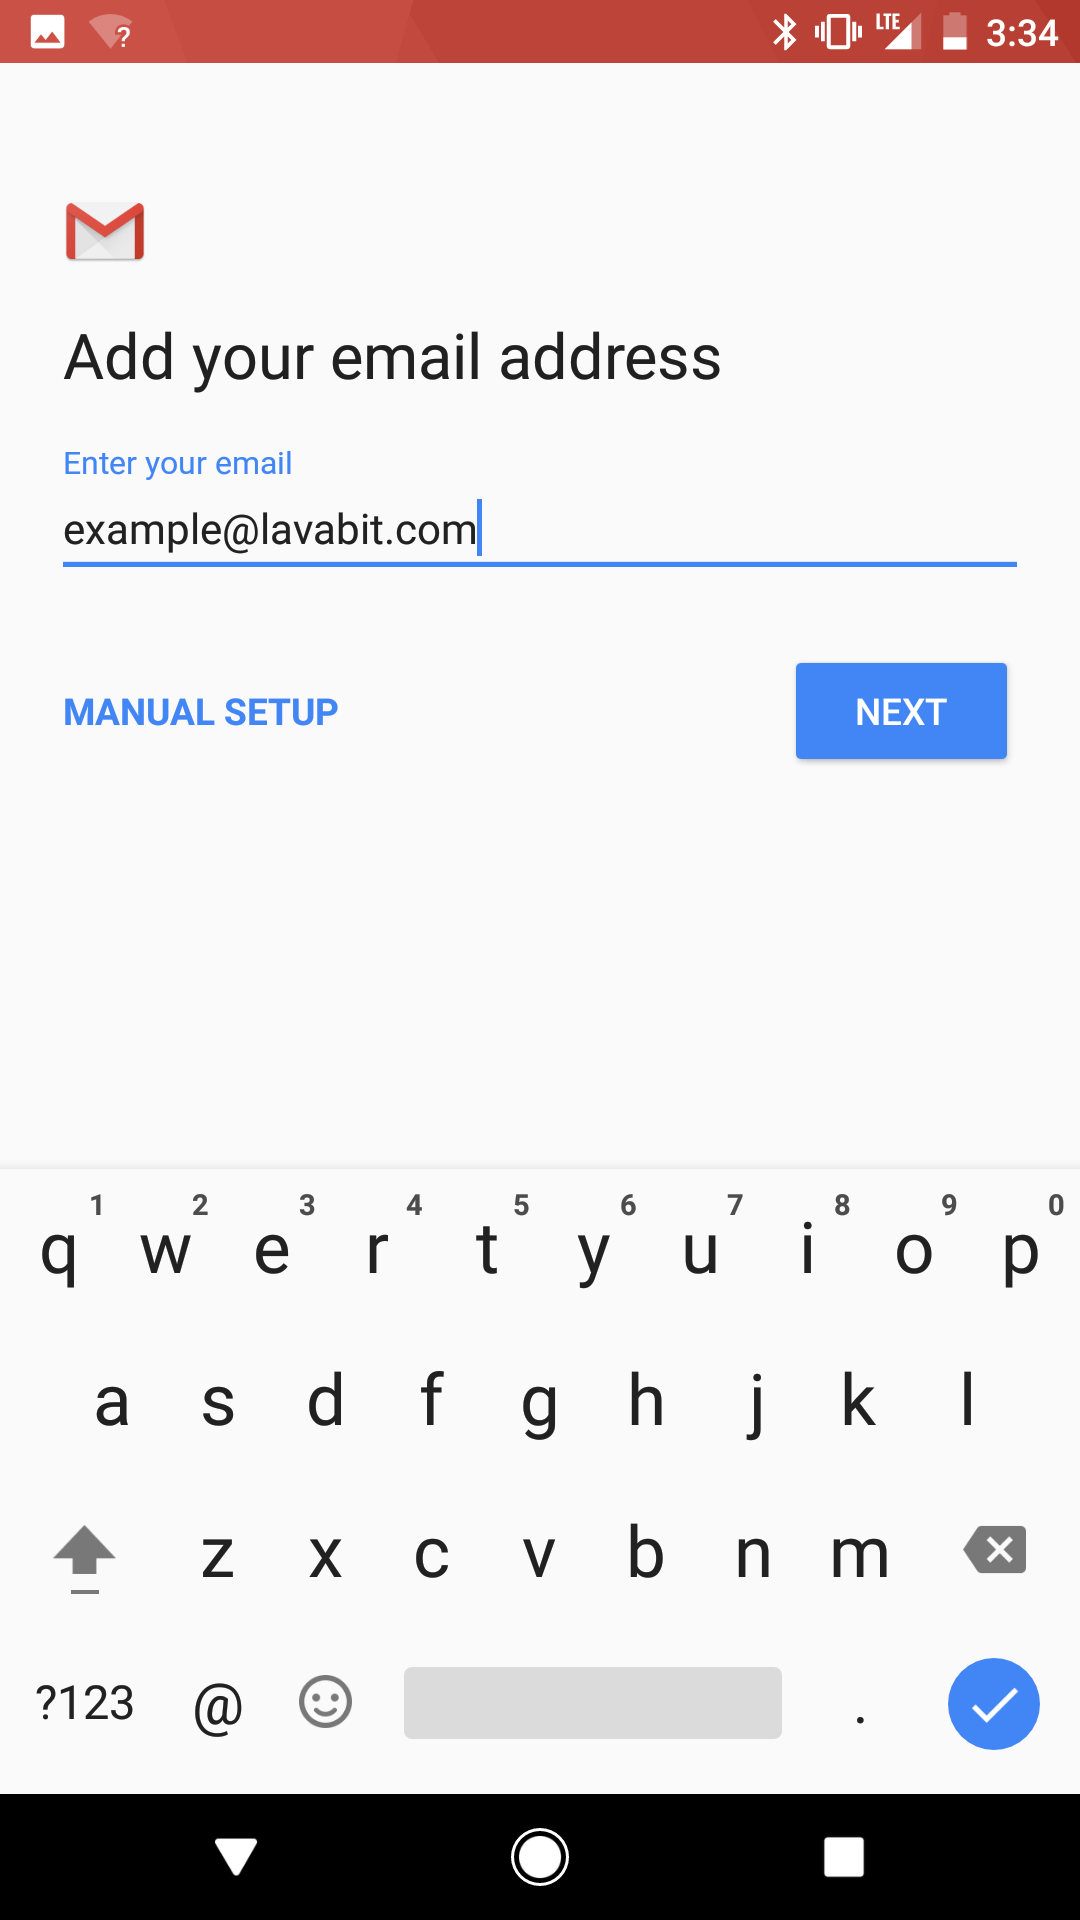 ? LTE 3:34
Add your email address
Enter your email
example@lavabit.com
MANUAL SETUP NEXT
1 2 3 4 5 6 7 8 9 0
q w e r t y u i o p
a s d f g h j k l
z x c v b n m
?123 @ .